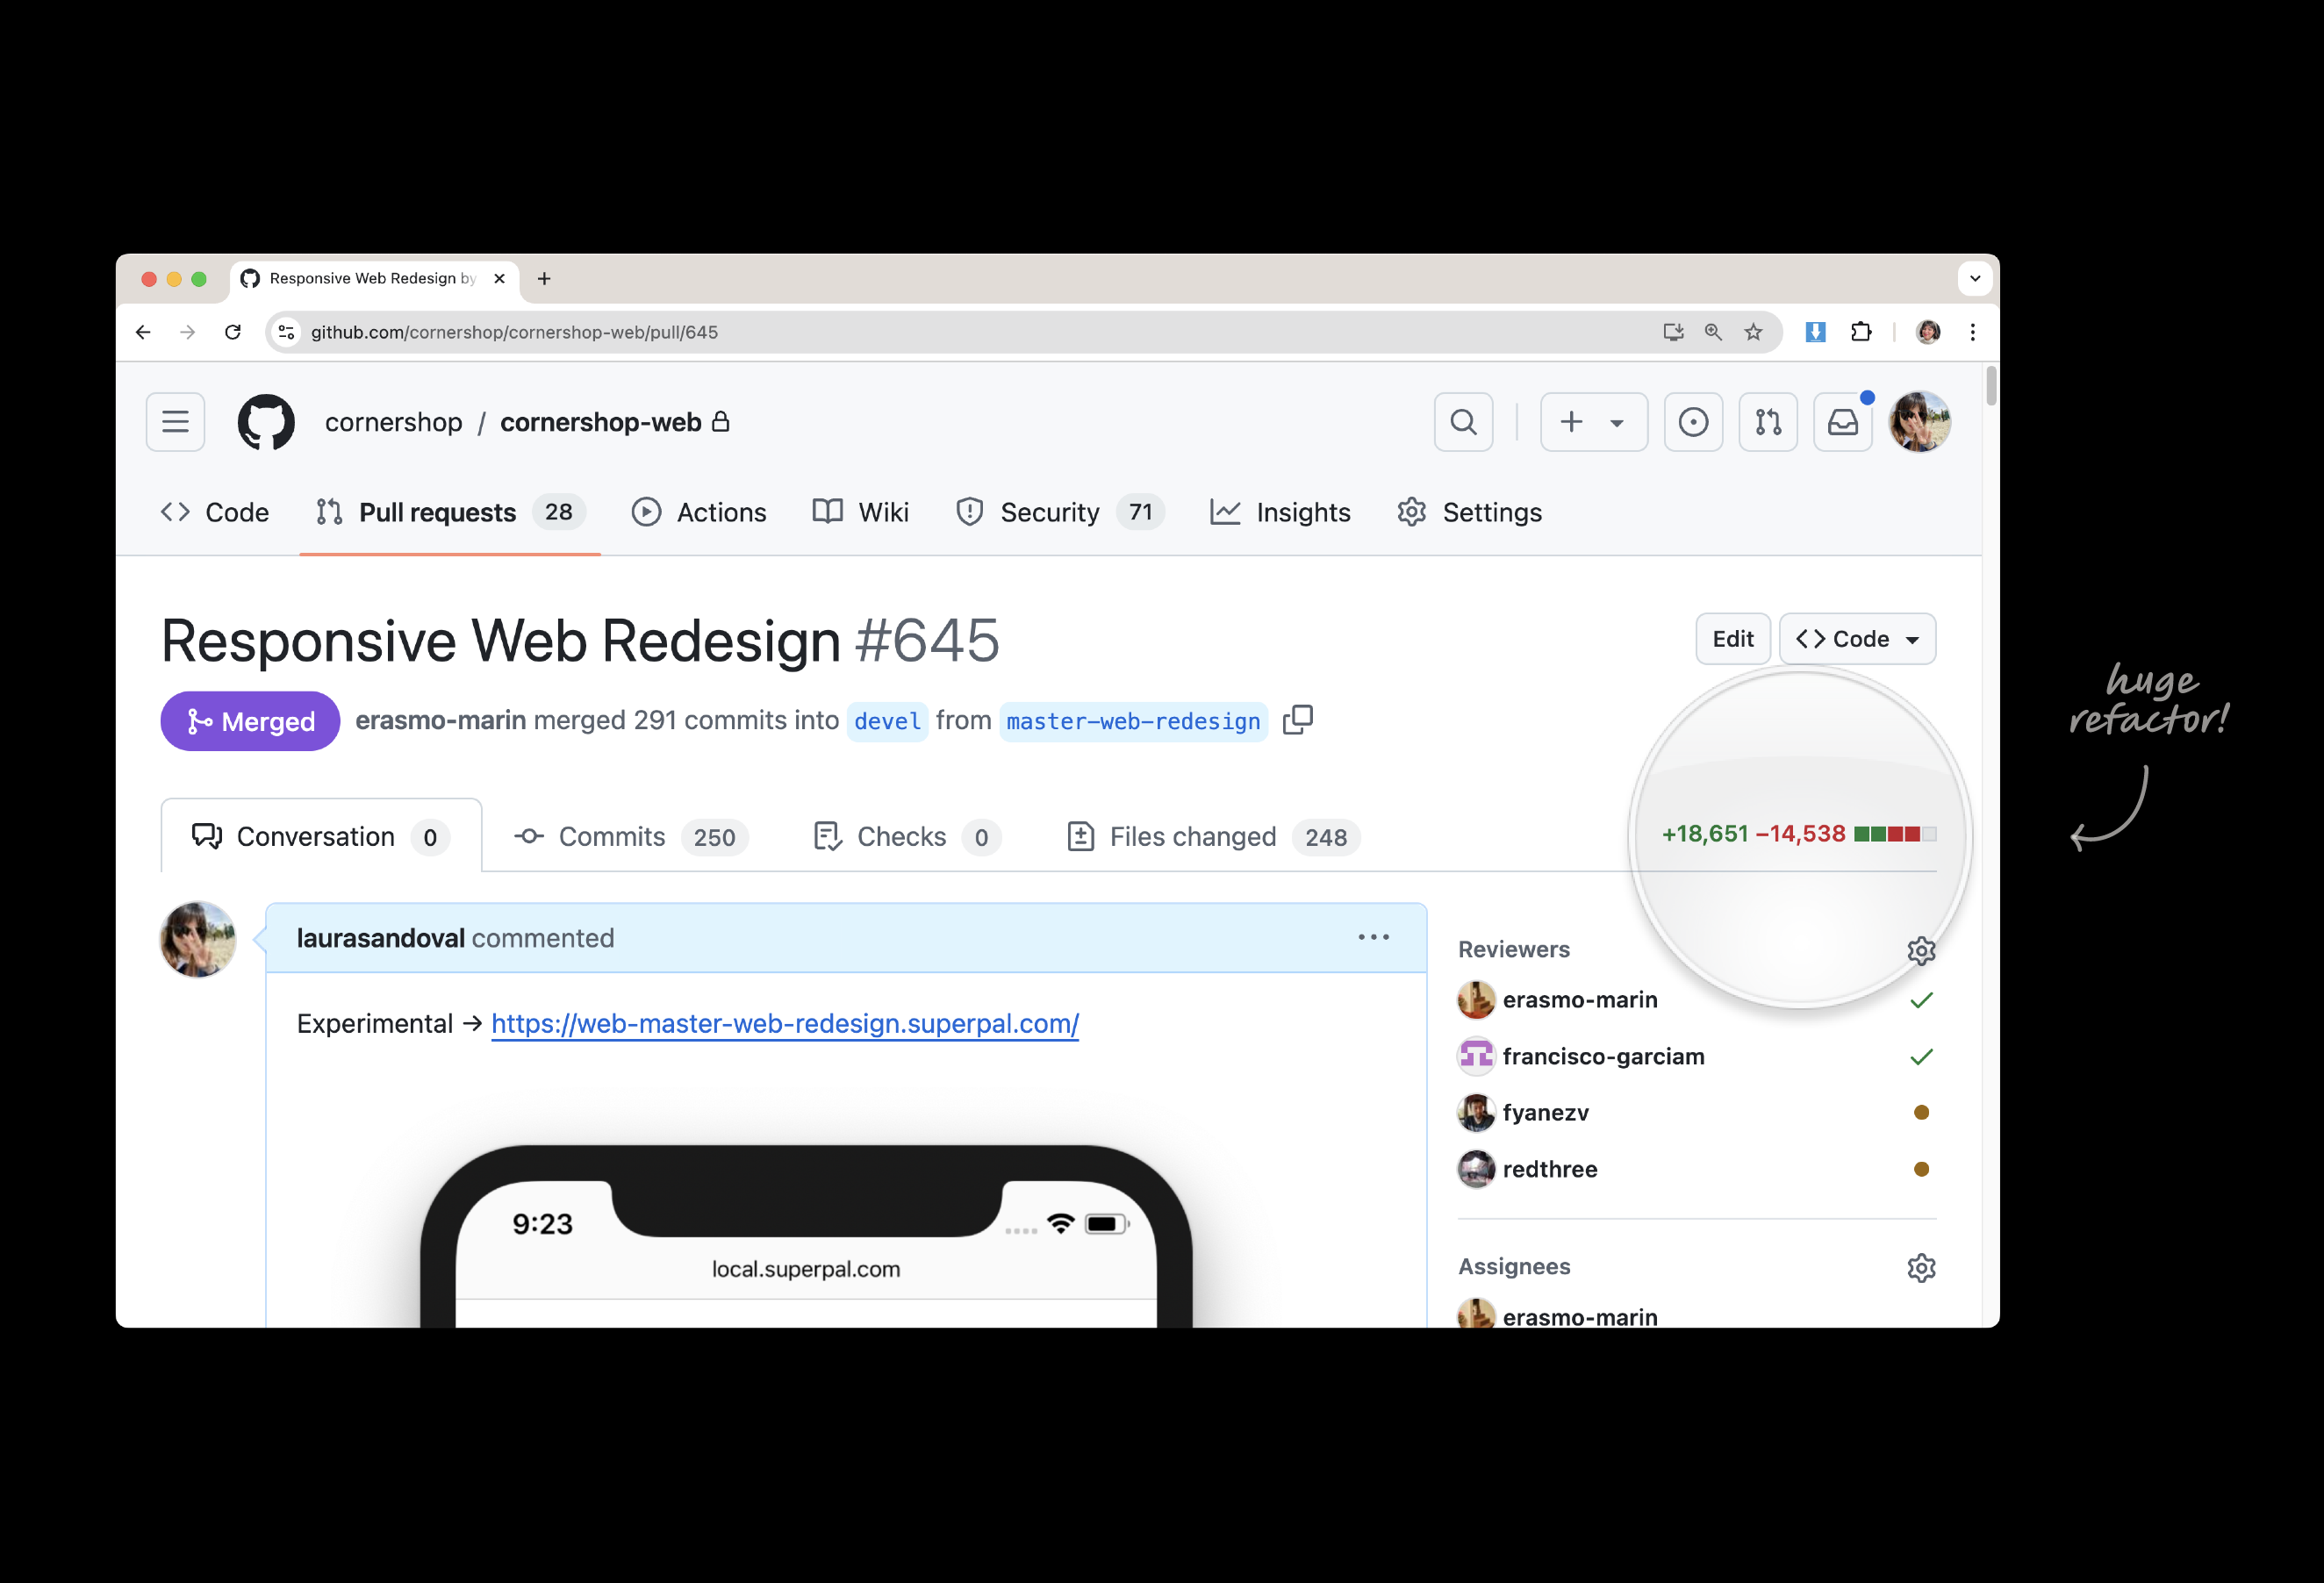 Responsive Web Redesign by
github.com/cornershop/cornershop-web/pull/645
cornershop / cornershop-web
Code Pull requests 28 Actions Wiki Security 71 Insights Settings
Responsive Web Redesign #645
Edit Code
huge
refactor!
Merged erasmo-marin merged 291 commits into devel from master-web-redesign
Conversation 0 Commits 250 Checks 0 Files changed 248
+18,651 −14,538
laurasandoval commented
Experimental → https://web-master-web-redesign.superpal.com/
9:23
local.superpal.com
Reviewers
erasmo-marin
francisco-garciam
fyanezv
redthree
Assignees
erasmo-marin